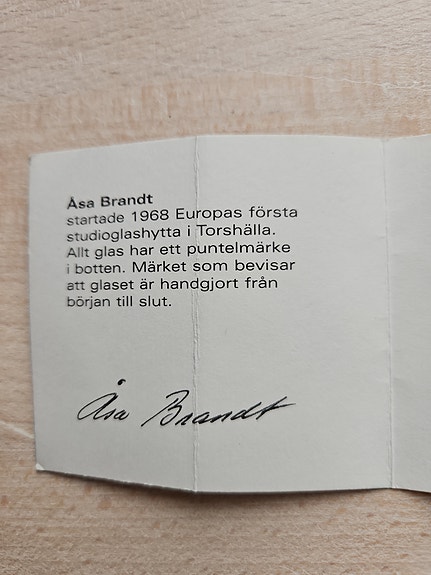 Åsa Brandt
startade 1968 Europas första
studioglashytta i Torshälla.
Allt glas har ett puntelmärke
i botten. Märket som bevisar
att glaset är handgjort från
början till slut.
Åsa Brandt